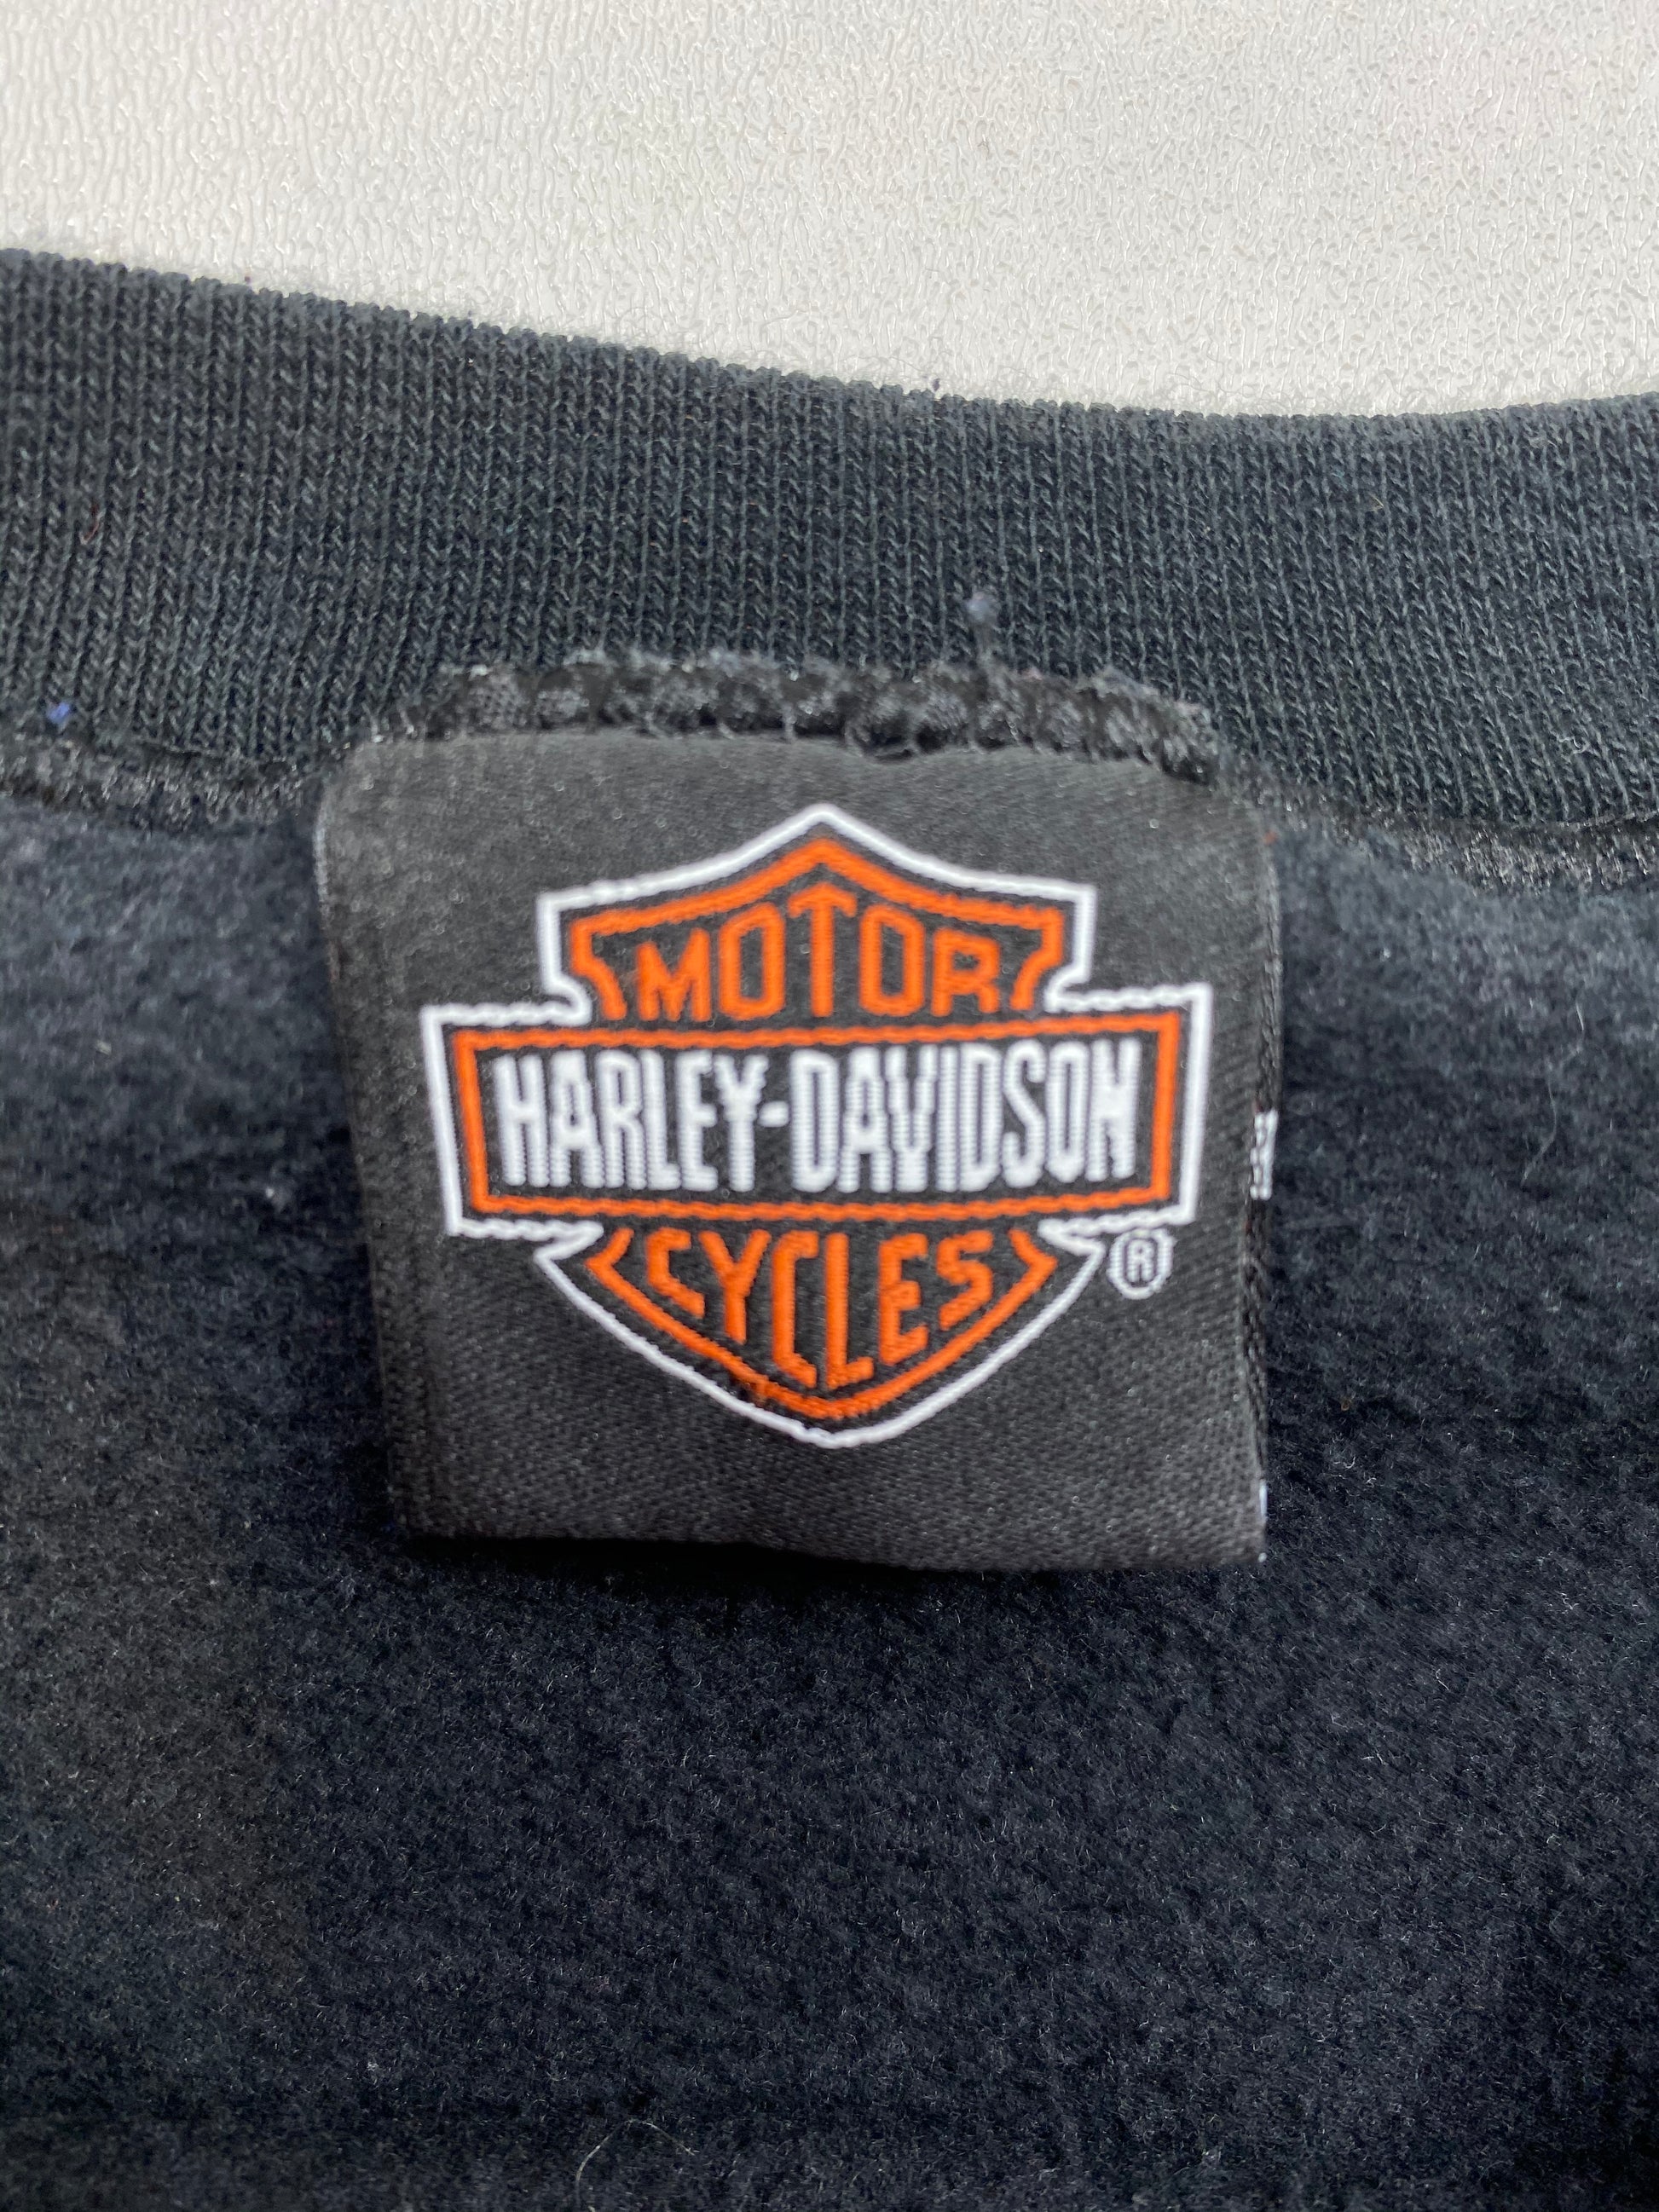 MOTOR
HARLEY-DAVIDSON
CYCLES
®